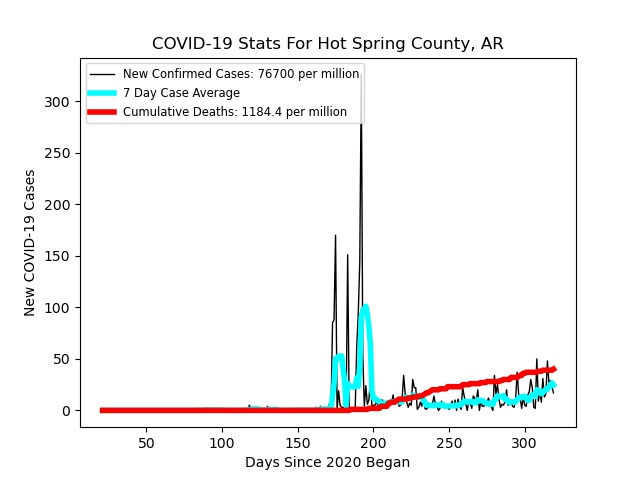 COVID-19 Stats For Hot Spring County, AR
New Confirmed Cases: 76700 per million
7 Day Case Average
Cumulative Deaths: 1184.4 per million
New COVID-19 Cases
300
250
200
150
100
50
0
50 100 150 200 250 300
Days Since 2020 Began